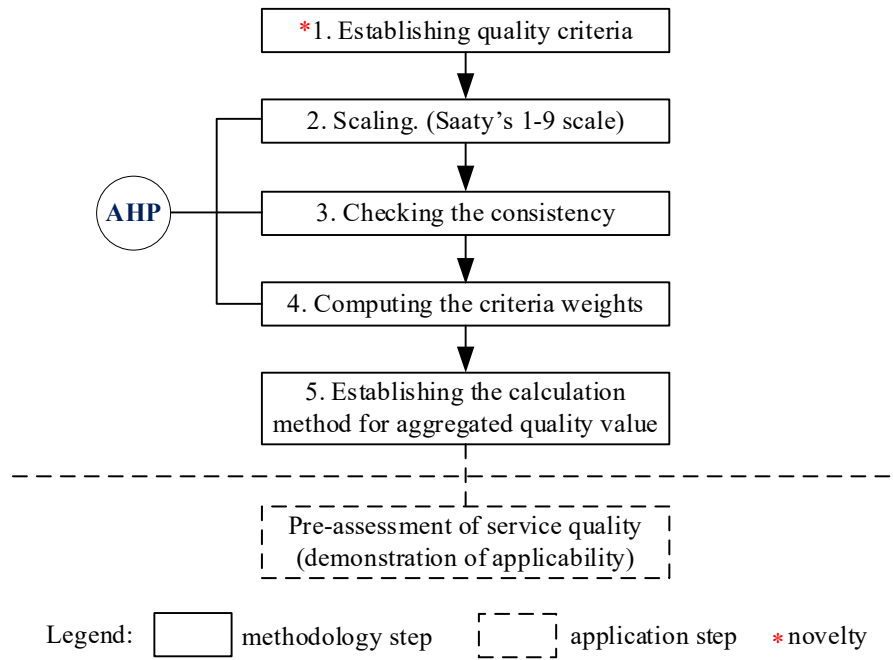 *1. Establishing quality criteria
2. Scaling. (Saaty’s 1-9 scale)
AHP
3. Checking the consistency
4. Computing the criteria weights
5. Establishing the calculation
method for aggregated quality value
Pre-assessment of service quality
(demonstration of applicability)
Legend: methodology step application step *novelty